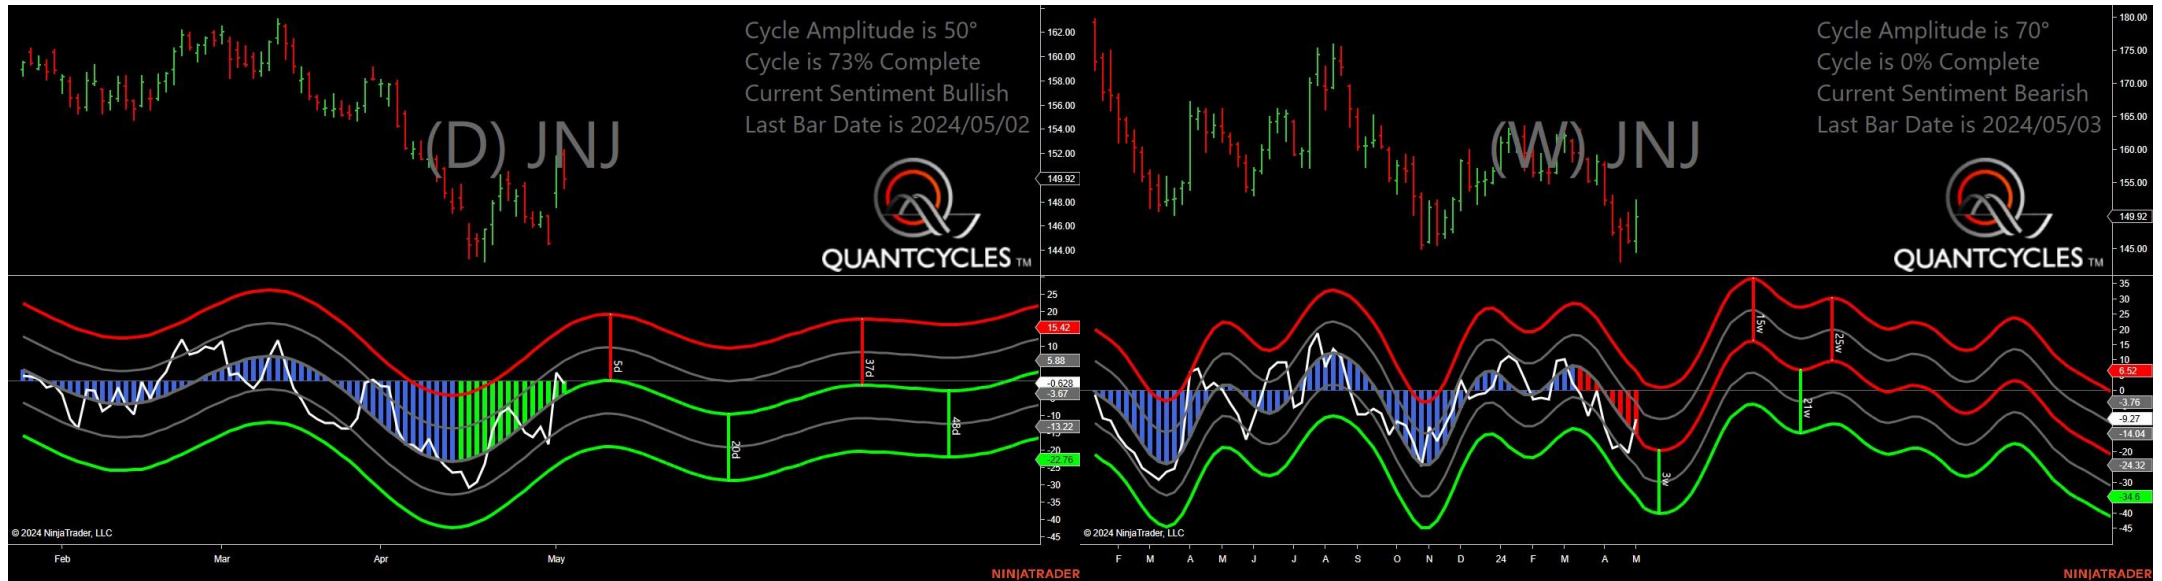 Cycle Amplitude is 50°
Cycle is 73% Complete
Current Sentiment Bullish
Last Bar Date is 2024/05/02
(D) JNJ
QUANTCYCLES TM
162.00
160.00
158.00
156.00
154.00
152.00
149.92
148.00
146.00
144.00
25
15.42
10
5.88
-0.628
-3.67
-10
-13.22
-20
-22.76
-25
-30
-35
-40
-45
5d
20d
37d
48d
© 2024 NinjaTrader, LLC
Feb Mar Apr May
NINJATRADER
Cycle Amplitude is 70°
Cycle is 0% Complete
Current Sentiment Bearish
Last Bar Date is 2024/05/03
(W) JNJ
QUANTCYCLES TM
180.00
175.00
170.00
165.00
160.00
155.00
149.92
145.00
35
30
25
20
15
10
6.52
0
-3.76
-9.27
-14.04
-20
-24.32
-30
-34.6
-40
-45
3w
15w
21w
25w
© 2024 NinjaTrader, LLC
F M A M J J A S O N D 24 F M A M
NINJATRADER